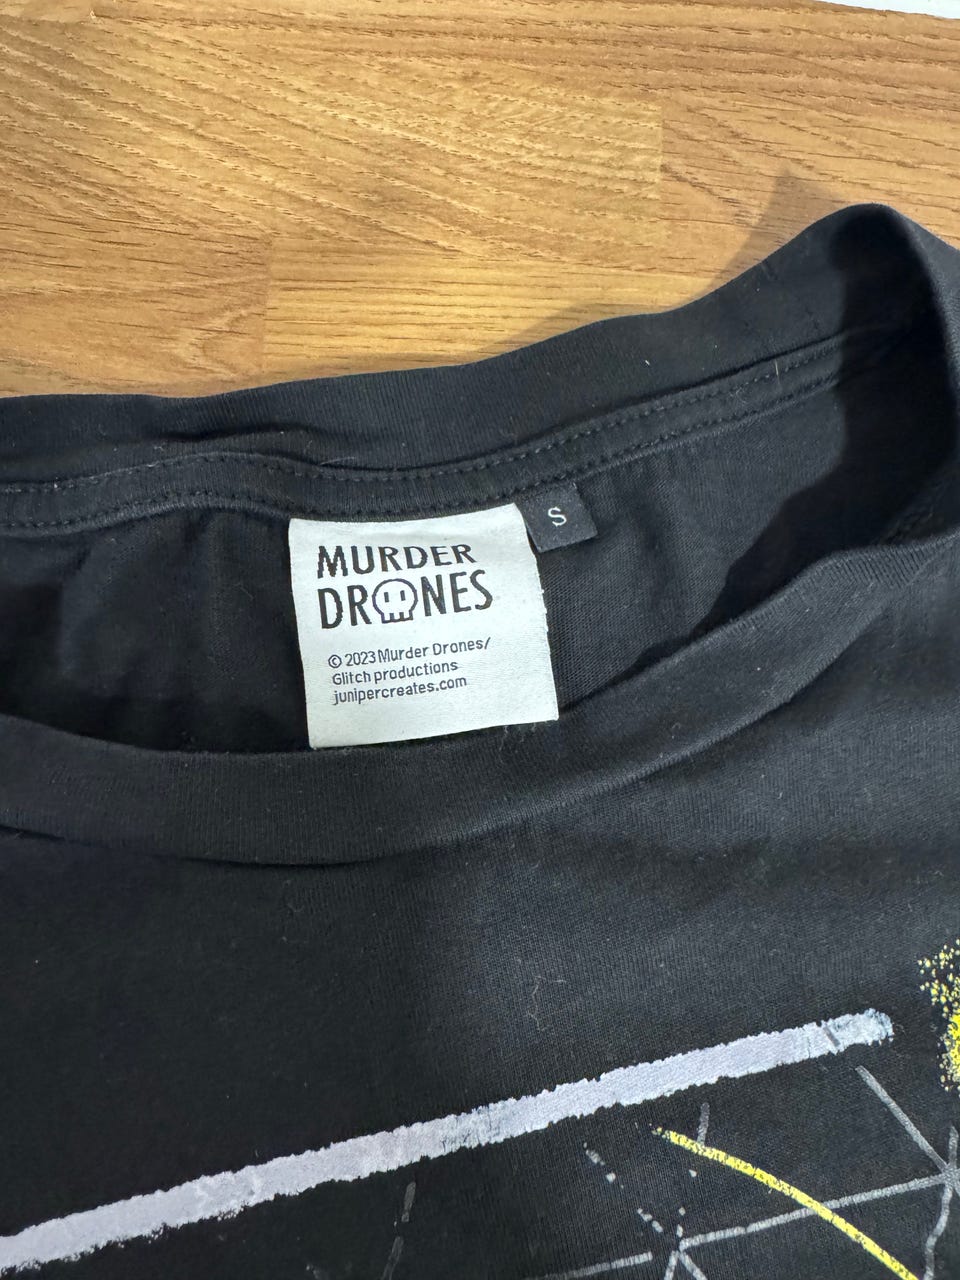 MURDER
DRONES
© 2023 Murder Drones/
Glitch productions
junipercreates.com
S